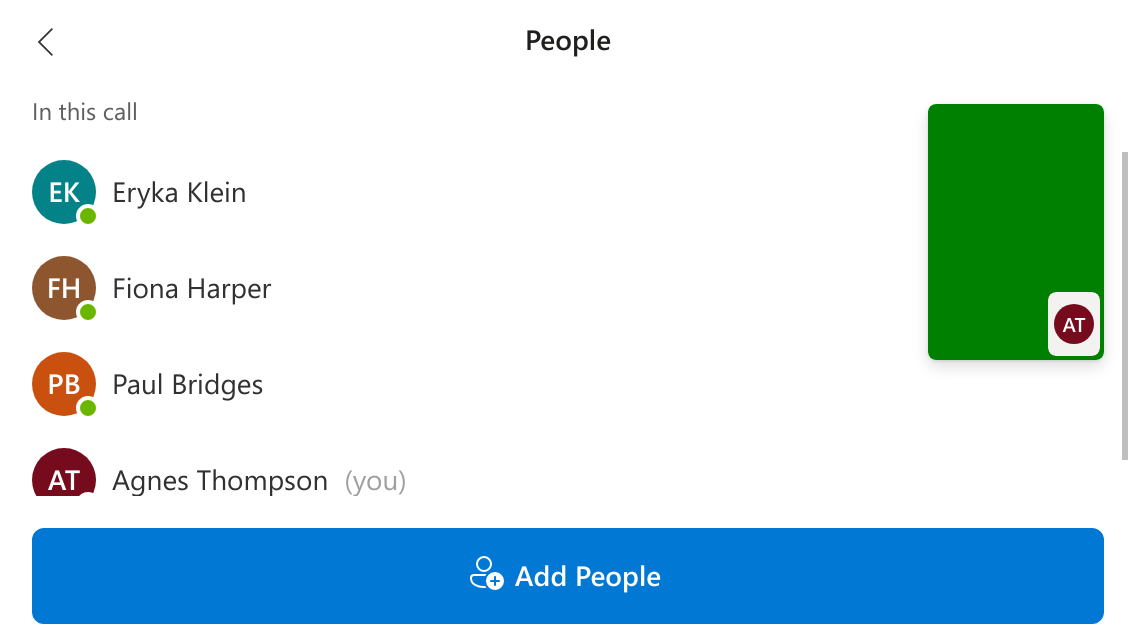 People
In this call
EK Eryka Klein
FH Fiona Harper
AT
PB Paul Bridges
AT Agnes Thompson (you)
Add People